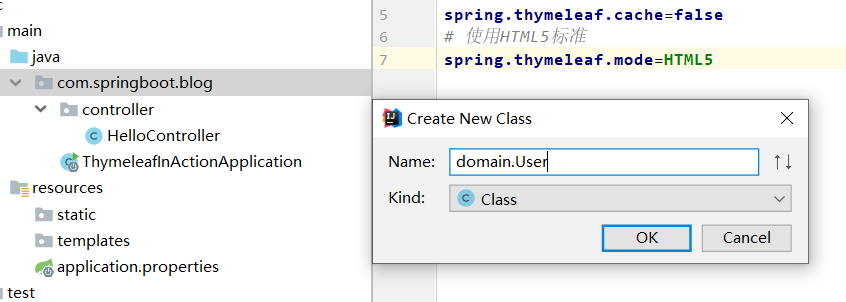 rc
main
java
com.springboot.blog
controller
HelloController
ThymeleafInActionApplication
resources
static
templates
application.properties
test
5 spring.thymeleaf.cache=false
6 # 使用HTML5标准
7 spring.thymeleaf.mode=HTML5
Create New Class
Name: domain.User
Kind: C Class
OK Cancel